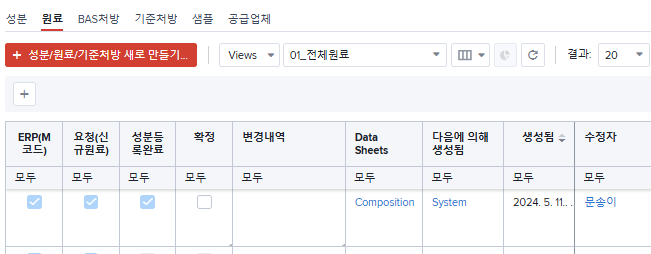 성분 원료 BAS처방 기준처방 샘플 공급업체
+ 성분/원료/기준처방 새로 만들기... Views 01_전체원료 결과: 20
+
ERP(M코드) 요청(신규원료) 성분등록완료 확정 변경내역 Data Sheets 다음에 의해 생성됨 생성됨 수정자
모두 모두 모두 모두 모두 모두 모두 모두 모두
Composition System 2024. 5. 11... 문송이